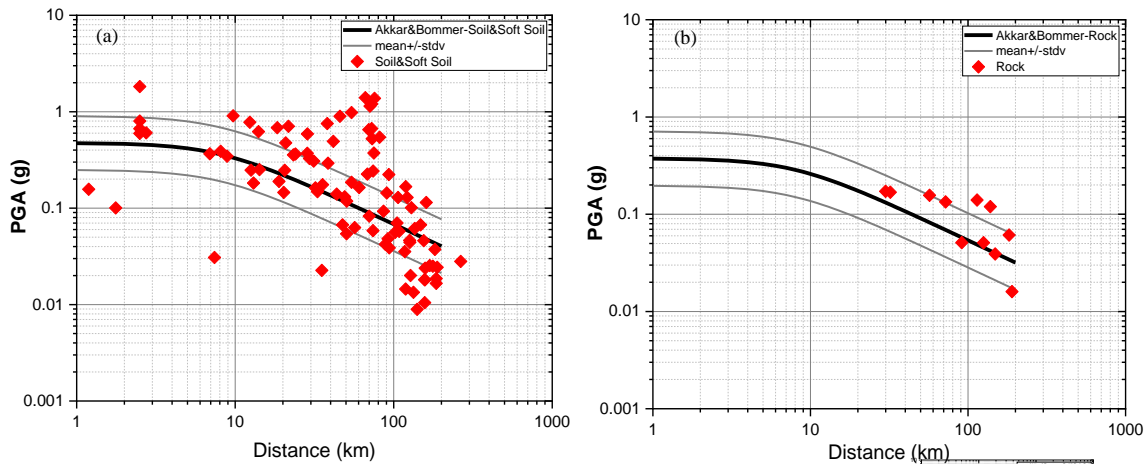 (a)
Akkar&Bommer-Soil&Soft Soil
mean+/-stdv
Soil&Soft Soil
PGA (g)
10
1
0.1
0.01
0.001
1 10 100 1000
Distance (km)
(b)
Akkar&Bommer-Rock
mean+/-stdv
Rock
PGA (g)
10
1
0.1
0.01
0.001
1 10 100 1000
Distance (km)